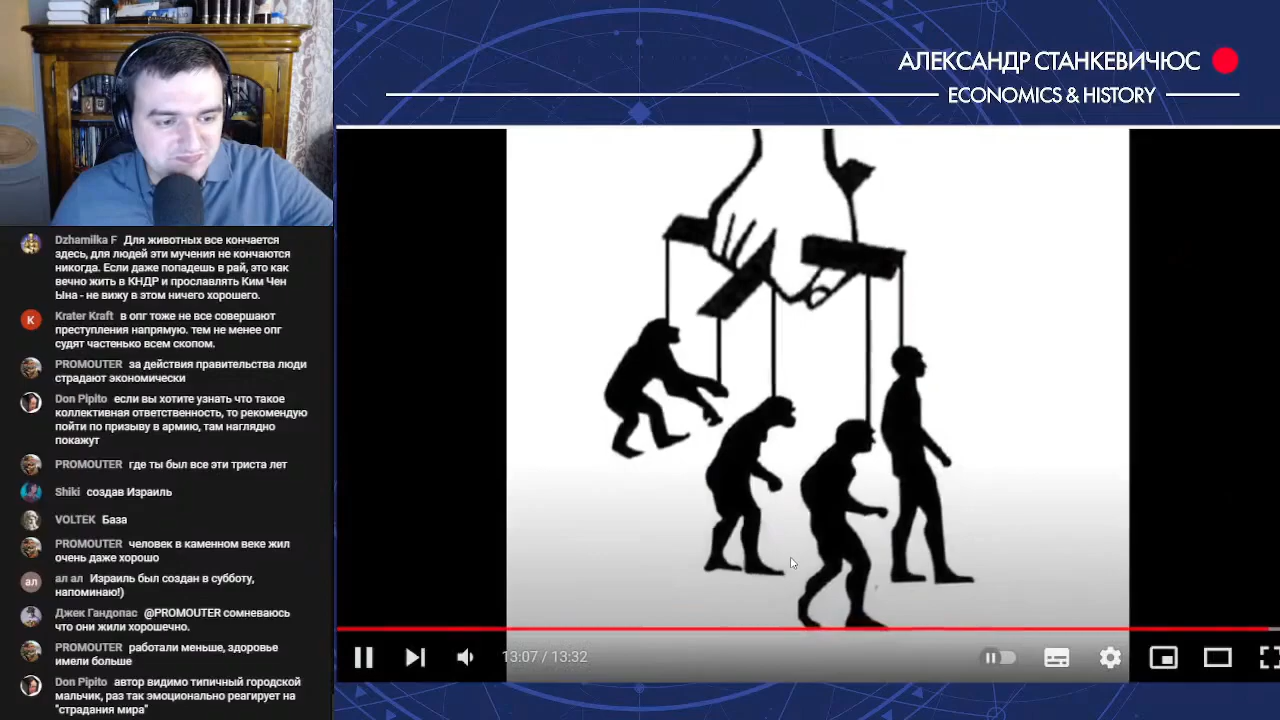 АЛЕКСАНДР СТАНКЕВИЧЮС
ECONOMICS & HISTORY
Dzhamilka F Для животных все кончается
здесь, для людей эти мучения не кончаются
никогда. Если даже попадешь в рай, это как
вечно жить в КНДР и прославлять Ким Чен
Ына - не вижу в этом ничего хорошего.
К
Krater Kraft в опг тоже не все совершают
преступления напрямую. тем не менее опг
судят частенько всем скопом.
PROMOUTER за действия правительства люди
страдают экономически
Don Pipito если вы хотите узнать что такое
коллективная ответственность, то рекомендую
пойти по призыву в армию, там наглядно
покажут
PROMOUTER где ты был все эти триста лет
Shiki создав Израиль
VOLTEK База
PROMOUTER человек в каменном веке жил
очень даже хорошо
ал
ал ал Израиль был создан в субботу,
напоминаю!)
Джек Гандопас @PROMOUTER сомневаюсь
что они жили хорошечно.
PROMOUTER работали меньше, здоровье
имели больше
Don Pipito автор видимо типичный городской
мальчик, раз так эмоционально реагирует на
"страдания мира"
13:07 / 13:32